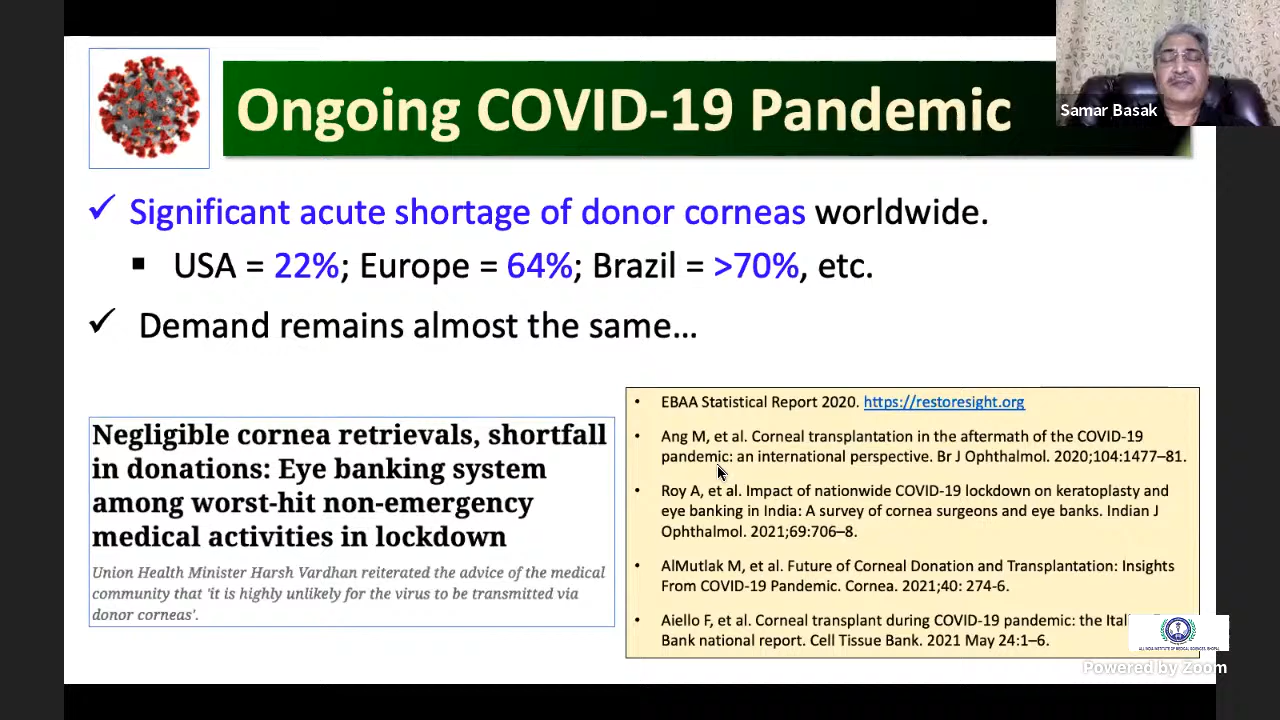 Ongoing COVID-19 Pandemic
Samar Basak
✓ Significant acute shortage of donor corneas worldwide.
▪ USA = 22%; Europe = 64%; Brazil = >70%, etc.
✓ Demand remains almost the same…
Negligible cornea retrievals, shortfall
in donations: Eye banking system
among worst-hit non-emergency
medical activities in lockdown
Union Health Minister Harsh Vardhan reiterated the advice of the medical
community that 'it is highly unlikely for the virus to be transmitted via
donor corneas'.
• EBAA Statistical Report 2020. https://restoresight.org
• Ang M, et al. Corneal transplantation in the aftermath of the COVID-19
pandemic: an international perspective. Br J Ophthalmol. 2020;104:1477–81.
• Roy A, et al. Impact of nationwide COVID-19 lockdown on keratoplasty and
eye banking in India: A survey of cornea surgeons and eye banks. Indian J
Ophthalmol. 2021;69:706–8.
• AlMutlak M, et al. Future of Corneal Donation and Transplantation: Insights
From COVID-19 Pandemic. Cornea. 2021;40: 274-6.
• Aiello F, et al. Corneal transplant during COVID-19 pandemic: the
Bank national report. Cell Tissue Bank. 2021 May 24:1–6.
ALL INDIA INSTITUTE OF MEDICAL SCIENCES, BHOPAL
Powered by Zoom